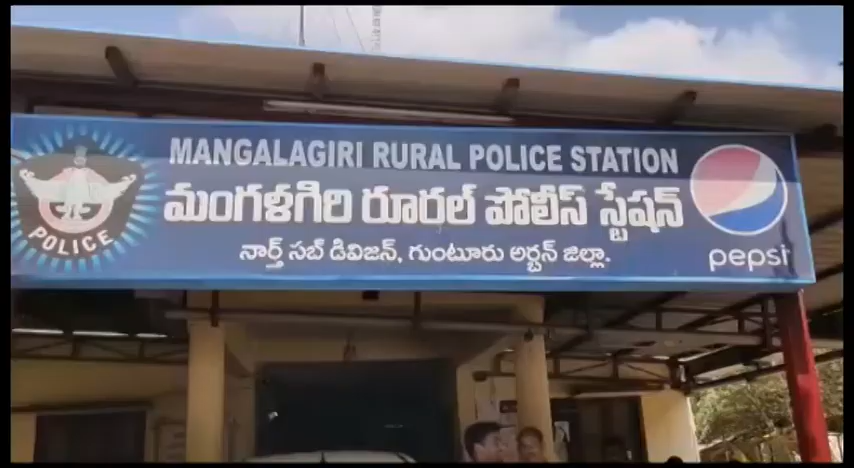 MANGALAGIRI RURAL POLICE STATION
మంగళగిరి రూరల్ పోలీస్ స్టేషన్
నార్త్ సబ్ డివిజన్, గుంటూరు అర్బన్ జిల్లా.
POLICE
pepsi